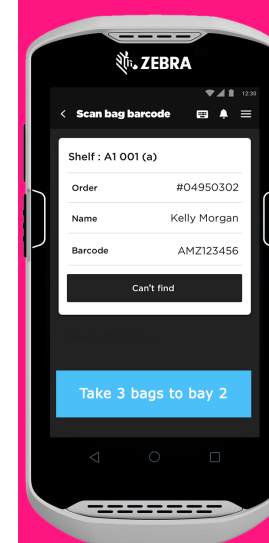 ZEBRA
12:30
Scan bag barcode
Shelf : A1 001 (a)
Order #04950302
Name Kelly Morgan
Barcode AMZ123456
Can't find
Take 3 bags to bay 2